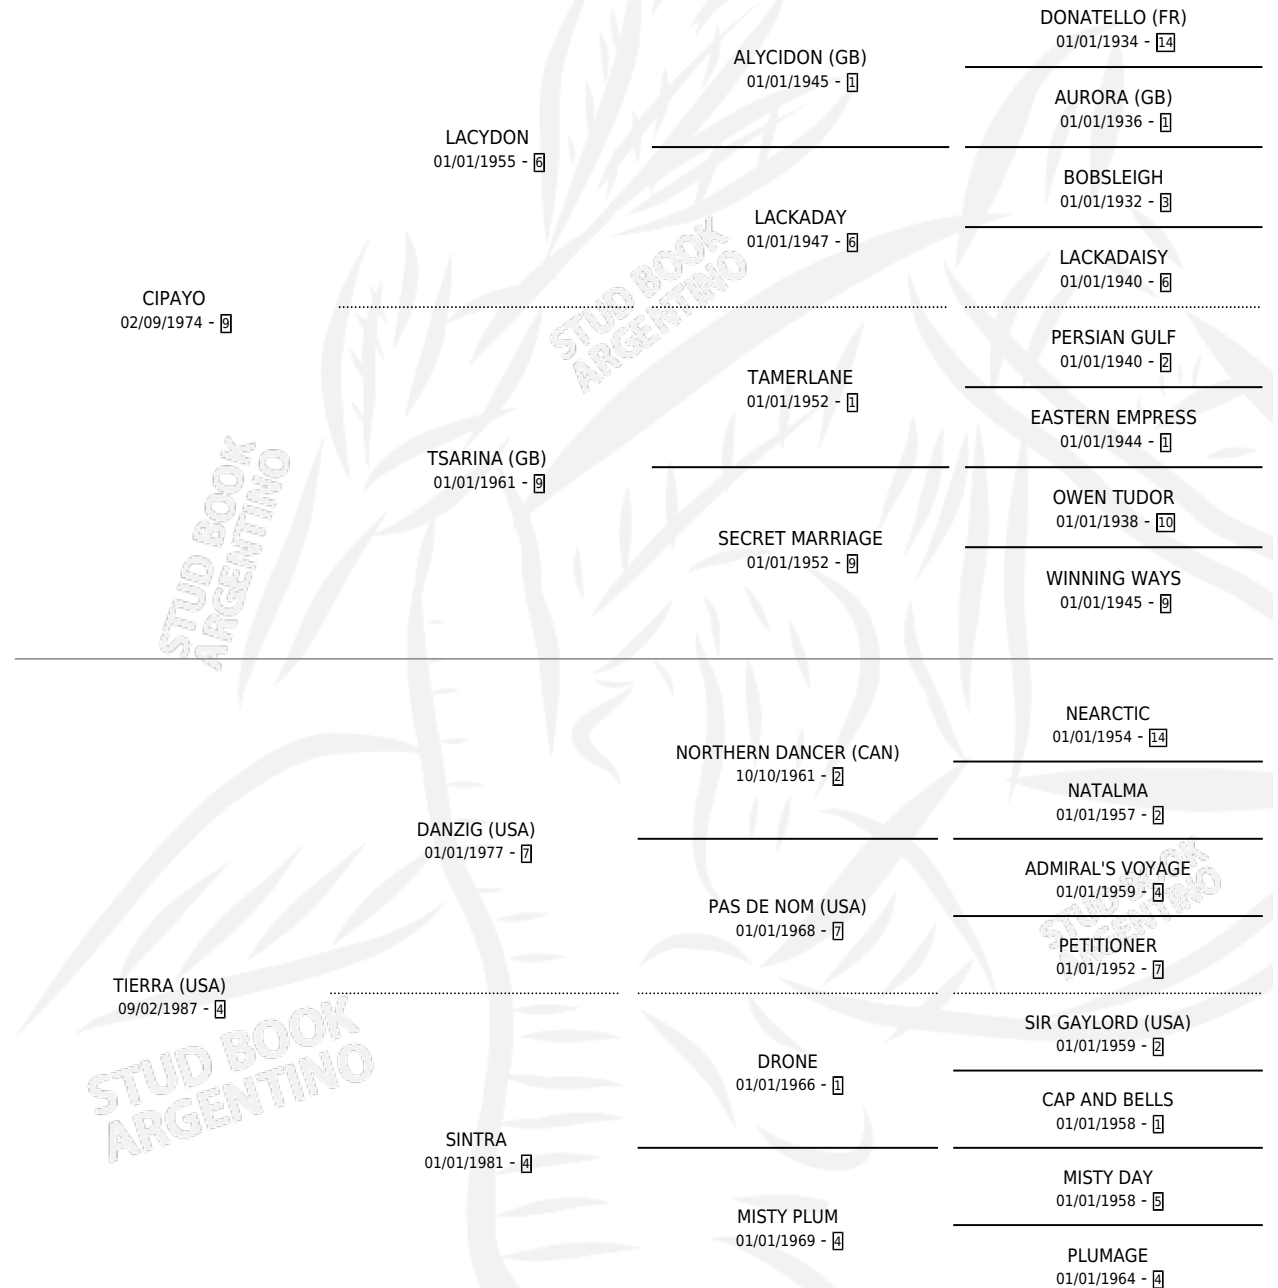 DONATELLO (FR)
01/01/1934 - 14
ALYCIDON (GB)
01/01/1945 - 1
AURORA (GB)
01/01/1936 - 1
LACYDON
01/01/1955 - 6
BOBSLEIGH
01/01/1932 - 3
LACKADAY
01/01/1947 - 6
LACKADAISY
01/01/1940 - 6
CIPAYO
02/09/1974 - 9
PERSIAN GULF
01/01/1940 - 2
TAMERLANE
01/01/1952 - 1
EASTERN EMPRESS
01/01/1944 - 1
TSARINA (GB)
01/01/1961 - 9
OWEN TUDOR
01/01/1938 - 10
SECRET MARRIAGE
01/01/1952 - 9
WINNING WAYS
01/01/1945 - 9
NEARCTIC
01/01/1954 - 14
NORTHERN DANCER (CAN)
10/10/1961 - 2
NATALMA
01/01/1957 - 2
DANZIG (USA)
01/01/1977 - 7
ADMIRAL'S VOYAGE
01/01/1959 - 4
PAS DE NOM (USA)
01/01/1968 - 7
PETITIONER
01/01/1952 - 7
TIERRA (USA)
09/02/1987 - 4
SIR GAYLORD (USA)
01/01/1959 - 2
DRONE
01/01/1966 - 1
CAP AND BELLS
01/01/1958 - 1
SINTRA
01/01/1981 - 4
MISTY DAY
01/01/1958 - 5
MISTY PLUM
01/01/1969 - 4
PLUMAGE
01/01/1964 - 4
STUD BOOK
ARGENTINO
STUD BOOK
ARGENTINO
STUD BOOK
ARGENTINO
STUD BOOK
ARGENTINO